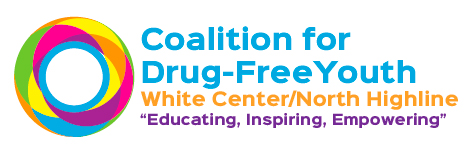 Coalition for
Drug-FreeYouth
White Center/North Highline
“Educating, Inspiring, Empowering”